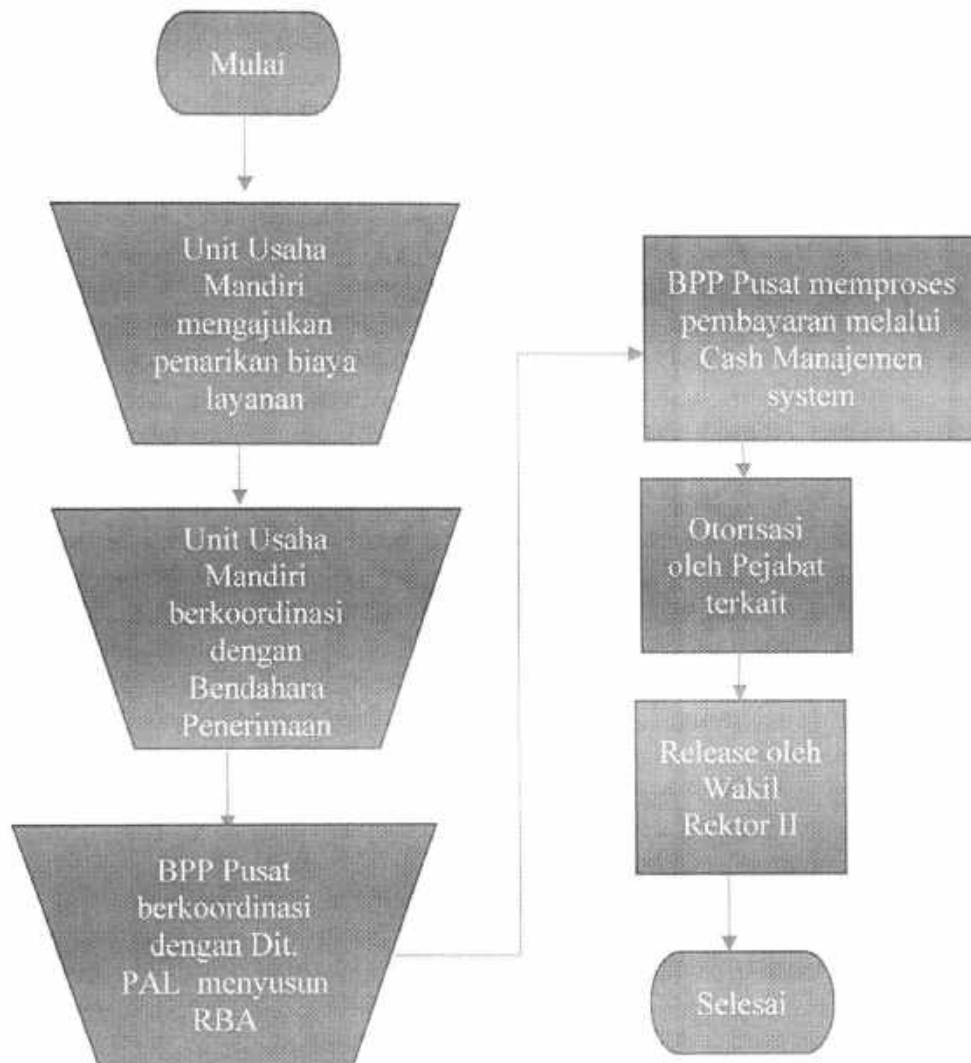 Mulai
Unit Usaha
Mandiri
mengajukan
penarikan biaya
layanan
Unit Usaha
Mandiri
berkoordinasi
dengan
Bendahara
Penerimaan
BPP Pusat
berkoordinasi
dengan Dit.
PAL menyusun
RBA
BPP Pusat memproses
pembayaran melalui
Cash Manajemen
system
Otorisasi
oleh Pejabat
terkait
Release oleh
Wakil
Rektor II
Selesai